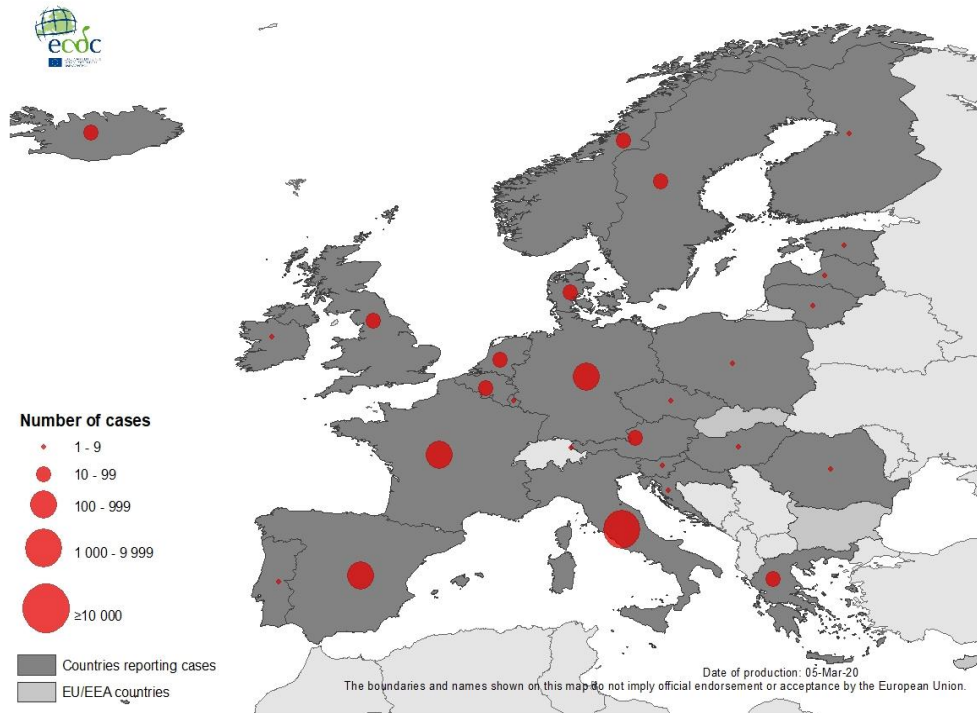 ecdc
Number of cases
1 - 9
10 - 99
100 - 999
1 000 - 9 999
≥10 000
Countries reporting cases
EU/EEA countries
Date of production: 05-Mar-20
The boundaries and names shown on this map do not imply official endorsement or acceptance by the European Union.